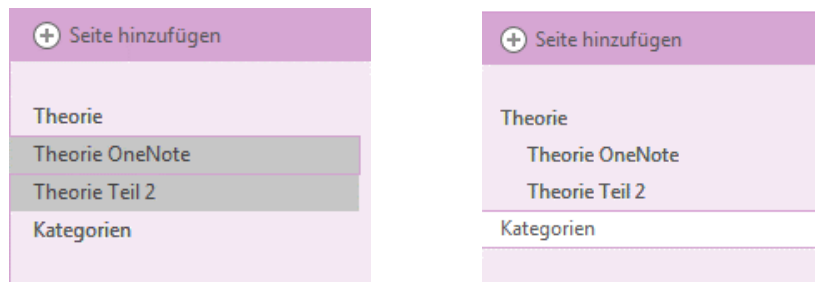 Seite hinzufügen
Theorie
Theorie OneNote
Theorie Teil 2
Kategorien
Seite hinzufügen
Theorie
Theorie OneNote
Theorie Teil 2
Kategorien